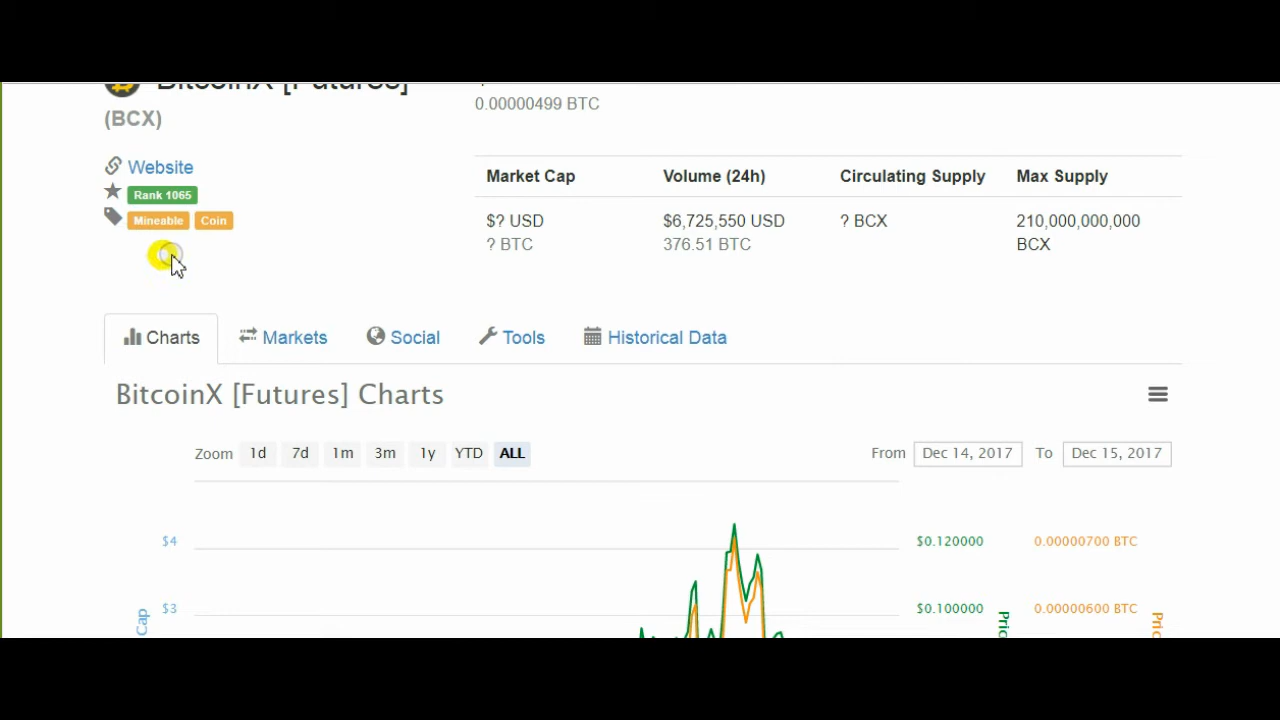 BitcoinX [Futures]
(BCX)
0.00000499 BTC
Website
Rank 1065
Mineable Coin
Market Cap Volume (24h) Circulating Supply Max Supply
$? USD $6,725,550 USD ? BCX 210,000,000,000
? BTC 376.51 BTC BCX
Charts Markets Social Tools Historical Data
BitcoinX [Futures] Charts
Zoom 1d 7d 1m 3m 1y YTD ALL From Dec 14, 2017 To Dec 15, 2017
$4 $0.120000 0.00000700 BTC
$3 $0.100000 0.00000600 BTC
Cap